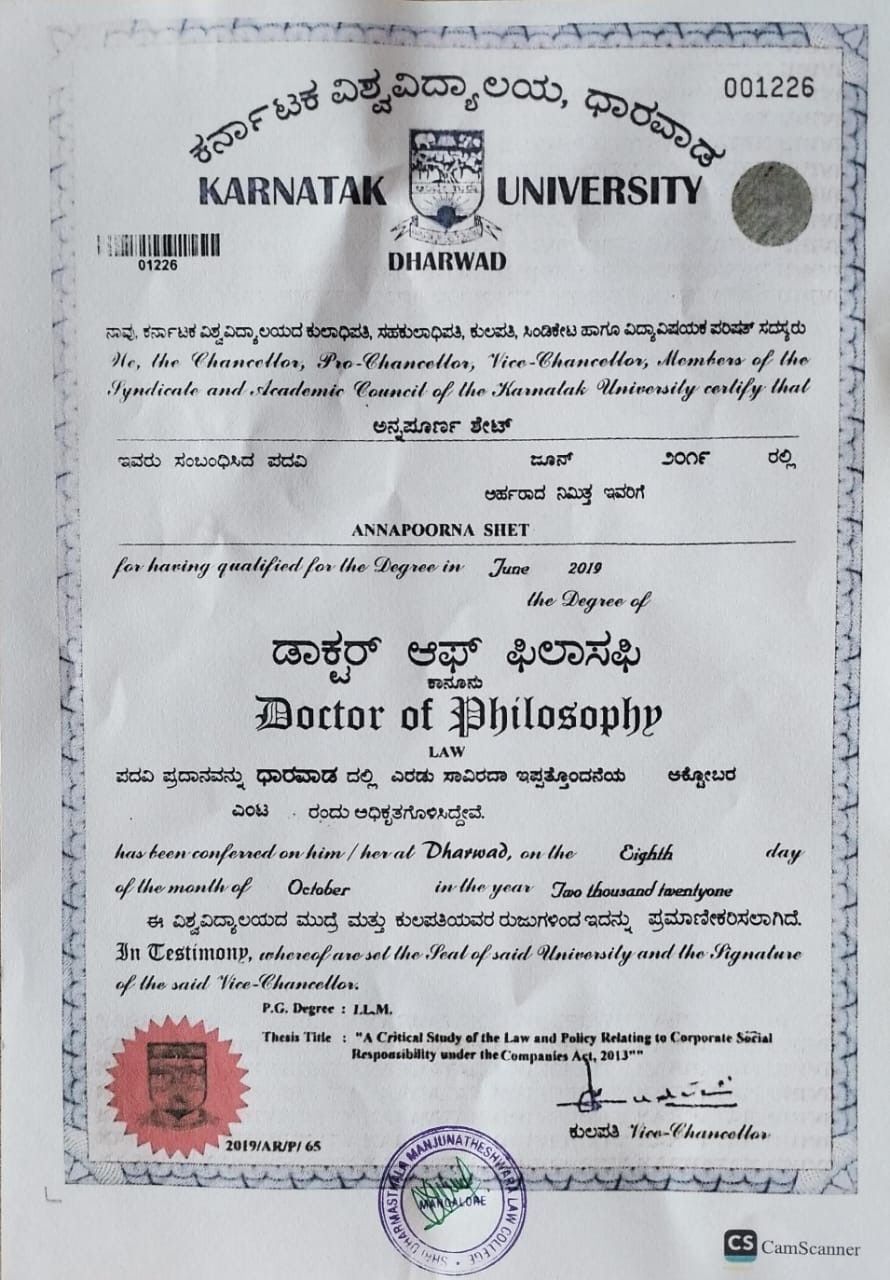 ಕರ್ನಾಟಕ ವಿಶ್ವವಿದ್ಯಾಲಯ, ಧಾರವಾಡ
001226
KARNATAK UNIVERSITY
DHARWAD
01226
ನಾವು, ಕರ್ನಾಟಕ ವಿಶ್ವವಿದ್ಯಾಲಯದ ಕುಲಾಧಿಪತಿ, ಸಹಕುಲಾಧಿಪತಿ, ಕುಲಪತಿ, ಸಿಂಡಿಕೇಟ ಹಾಗೂ ವಿದ್ಯಾವಿಷಯಕ ಪರಿಷತ್ ಸದಸ್ಯರು
We, the Chancellor, Pro-Chancellor, Vice-Chancellor, Members of the
Syndicate and Academic Council of the Karnatak University certify that
ಅನ್ನಪೂರ್ಣ ಶೇಟ್
ಇವರು ಸಂಬಂಧಿಸಿದ ಪದವಿ ಜೂನ್ ೨೦೧೯ ರಲ್ಲಿ
ಅರ್ಹರಾದ ನಿಮಿತ್ತ ಇವರಿಗೆ
ANNAPOORNA SHET
for having qualified for the Degree in June 2019
the Degree of
ಡಾಕ್ಟರ್ ಆಫ್ ಫಿಲಾಸಫಿ
ಕಾನೂನು
Doctor of Philosophy
LAW
ಪದವಿ ಪ್ರದಾನವನ್ನು ಧಾರವಾಡ ದಲ್ಲಿ ಎರಡು ಸಾವಿರದಾ ಇಪ್ಪತ್ತೊಂದನೆಯ ಅಕ್ಟೋಬರ
ಎಂಟ ರಂದು ಅಧಿಕೃತಗೊಳಿಸಿದ್ದೇವೆ.
has been conferred on him / her at Dharwad, on the Eighth day
of the month of October in the year Two thousand twentyone
ಈ ವಿಶ್ವವಿದ್ಯಾಲಯದ ಮುದ್ರೆ ಮತ್ತು ಕುಲಪತಿಯವರ ರುಜುಗಳಿಂದ ಇದನ್ನು ಪ್ರಮಾಣೀಕರಿಸಲಾಗಿದೆ.
In Testimony, whereof are set the Seal of said University and the Signature
of the said Vice-Chancellor.
P.G. Degree : LL.M.
Thesis Title : "A Critical Study of the Law and Policy Relating to Corporate Social
Responsibility under the Companies Act, 2013""
ಕುಲಪತಿ Vice-Chancellor
2019/AR/P/ 65
SHRI DHARMASTHALA MANJUNATHESHWARA LAW COLLEGE
MANGALORE
CS CamScanner